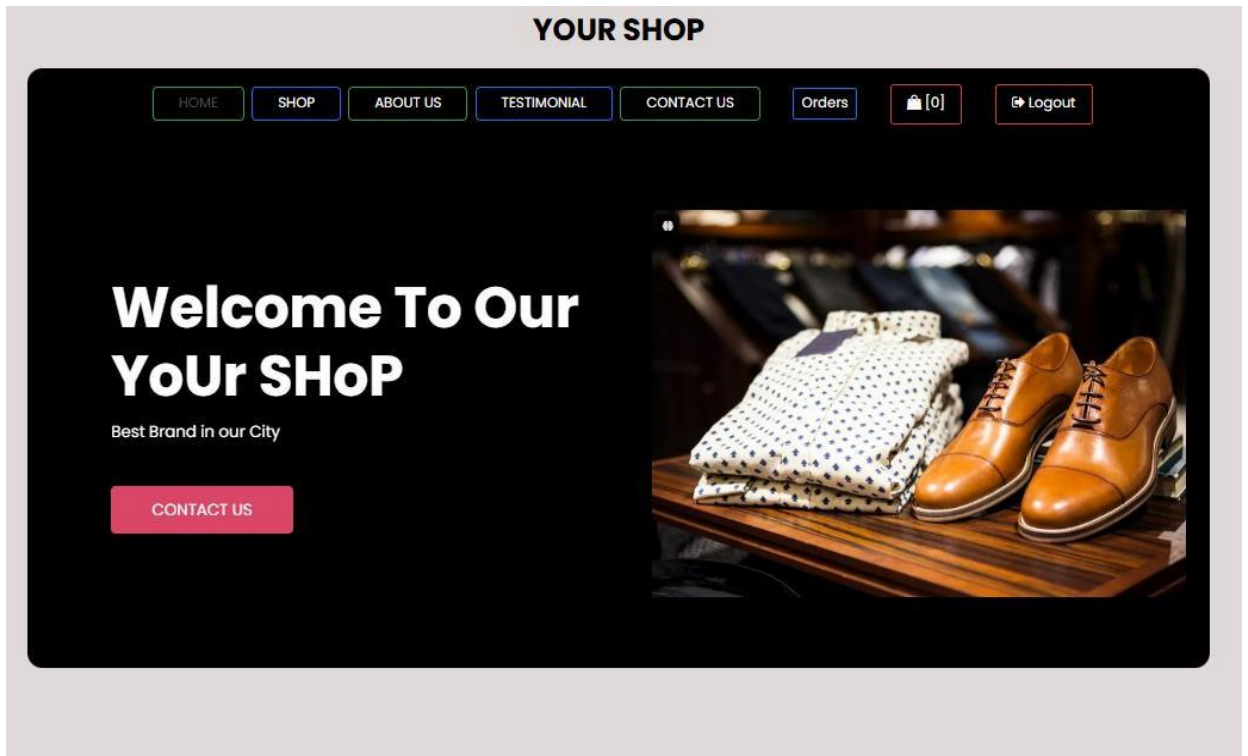 YOUR SHOP
HOME SHOP ABOUT US TESTIMONIAL CONTACT US Orders [0] Logout
Welcome To Our
YoUr SHoP
Best Brand in our City
CONTACT US